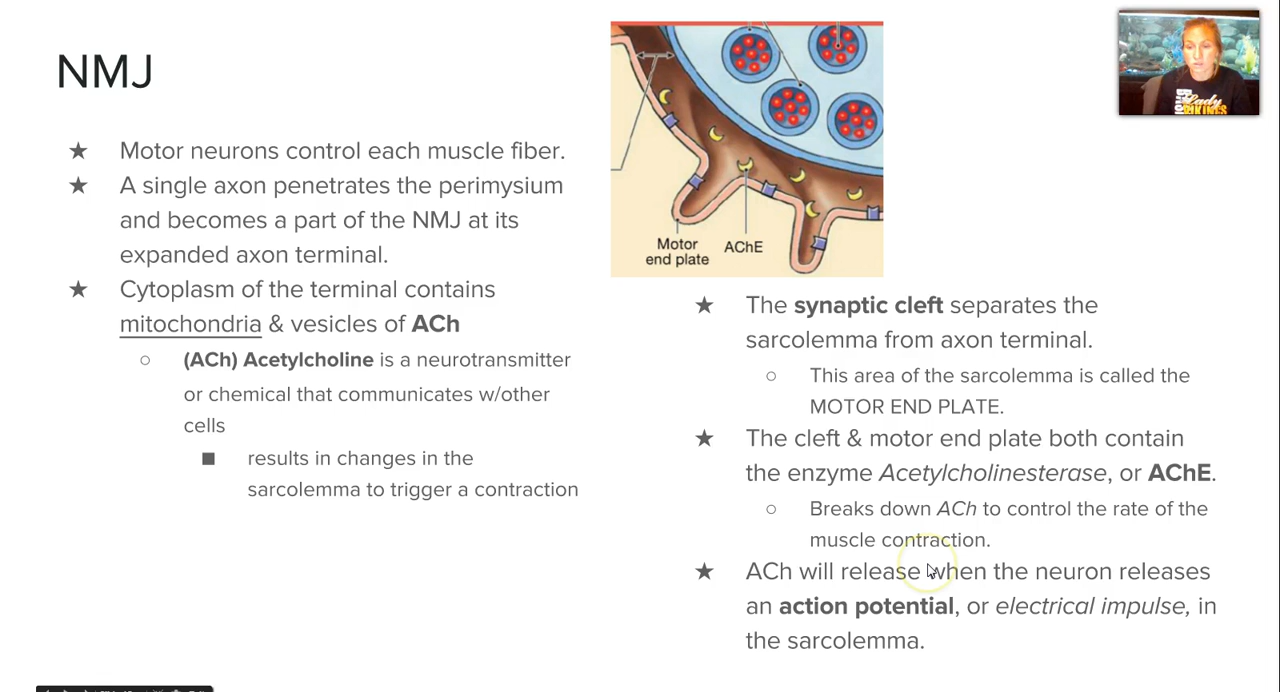 NMJ
★ Motor neurons control each muscle fiber.
★ A single axon penetrates the perimysium
and becomes a part of the NMJ at its
expanded axon terminal.
★ Cytoplasm of the terminal contains
mitochondria & vesicles of ACh
○ (ACh) Acetylcholine is a neurotransmitter
or chemical that communicates w/other
cells
■ results in changes in the
sarcolemma to trigger a contraction
Motor
end plate
AChE
★ The synaptic cleft separates the
sarcolemma from axon terminal.
○ This area of the sarcolemma is called the
MOTOR END PLATE.
★ The cleft & motor end plate both contain
the enzyme Acetylcholinesterase, or AChE.
○ Breaks down ACh to control the rate of the
muscle contraction.
★ ACh will release when the neuron releases
an action potential, or electrical impulse, in
the sarcolemma.
Lady